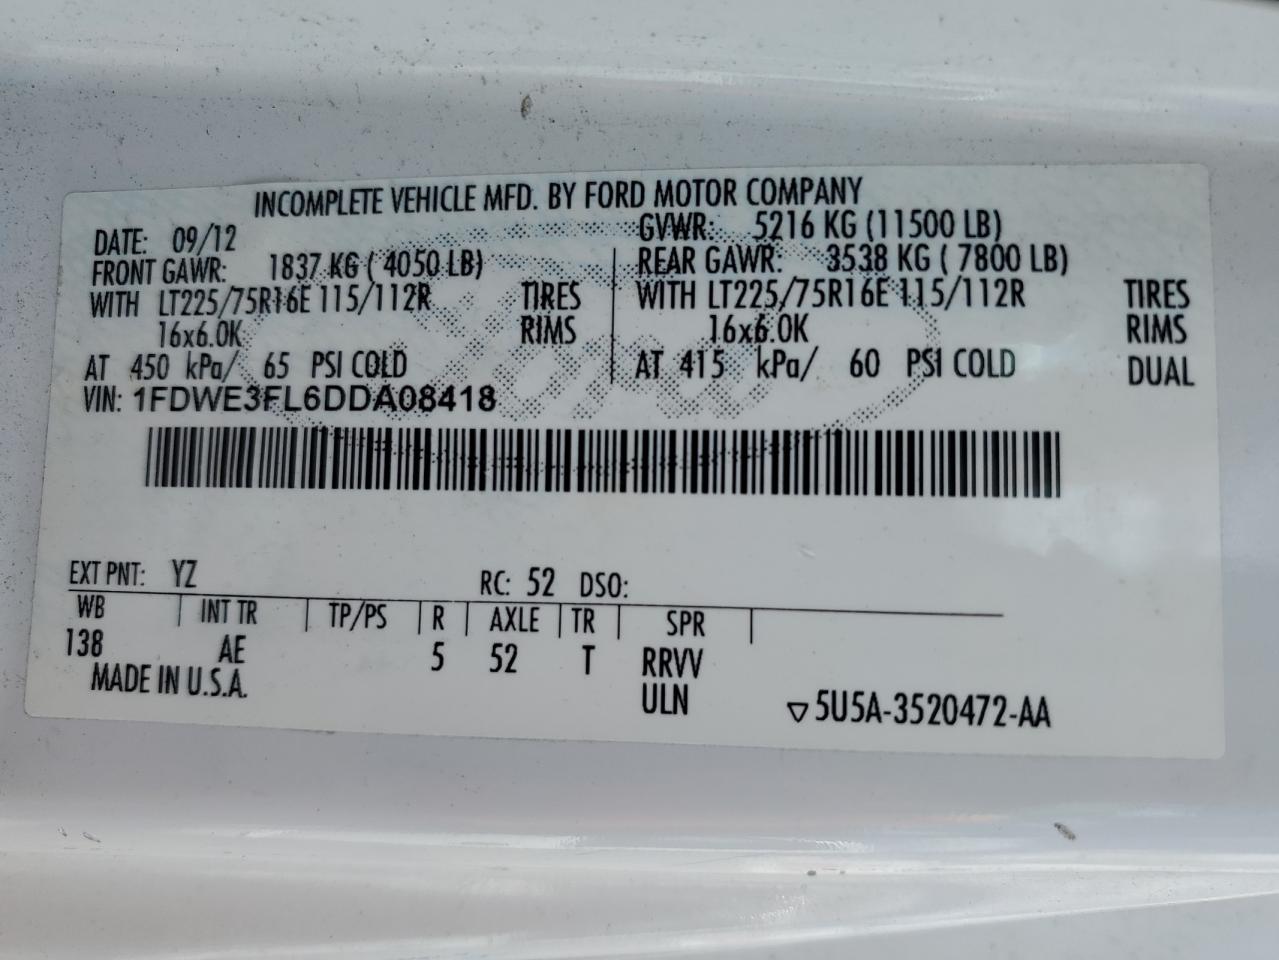 INCOMPLETE VEHICLE MFD. BY FORD MOTOR COMPANY
DATE: 09/12 GVWR: 5216 KG (11500 LB)
FRONT GAWR: 1837 KG ( 4050 LB) REAR GAWR: 3538 KG ( 7800 LB)
WITH LT225/75R16E 115/112R TIRES WITH LT225/75R16E 115/112R TIRES
16x6.0K RIMS 16x6.0K RIMS
AT 450 kPa/ 65 PSI COLD AT 415 kPa/ 60 PSI COLD DUAL
VIN: 1FDWE3FL6DDA08418
Ford
EXT PNT: YZ RC: 52 DSO:
WB INT TR TP/PS R AXLE TR SPR
138 AE 5 52 T RRVV
MADE IN U.S.A. ULN ▽5U5A-3520472-AA